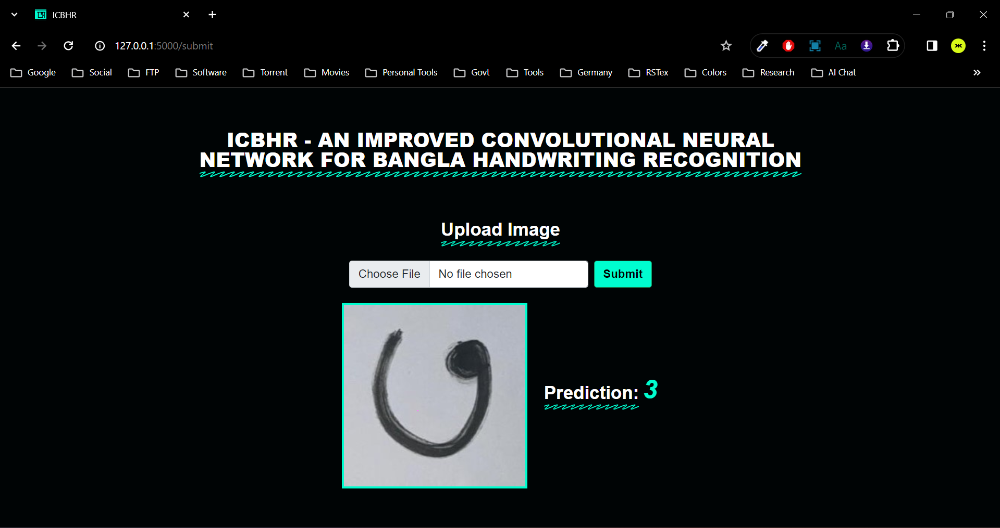 ICBHR
127.0.0.1:5000/submit
Aa
Google Social FTP Software Torrent Movies Personal Tools Govt Tools Germany RSTex Colors Research AI Chat
ICBHR - AN IMPROVED CONVOLUTIONAL NEURAL
NETWORK FOR BANGLA HANDWRITING RECOGNITION
Upload Image
Choose File No file chosen Submit
৩
Prediction: 3